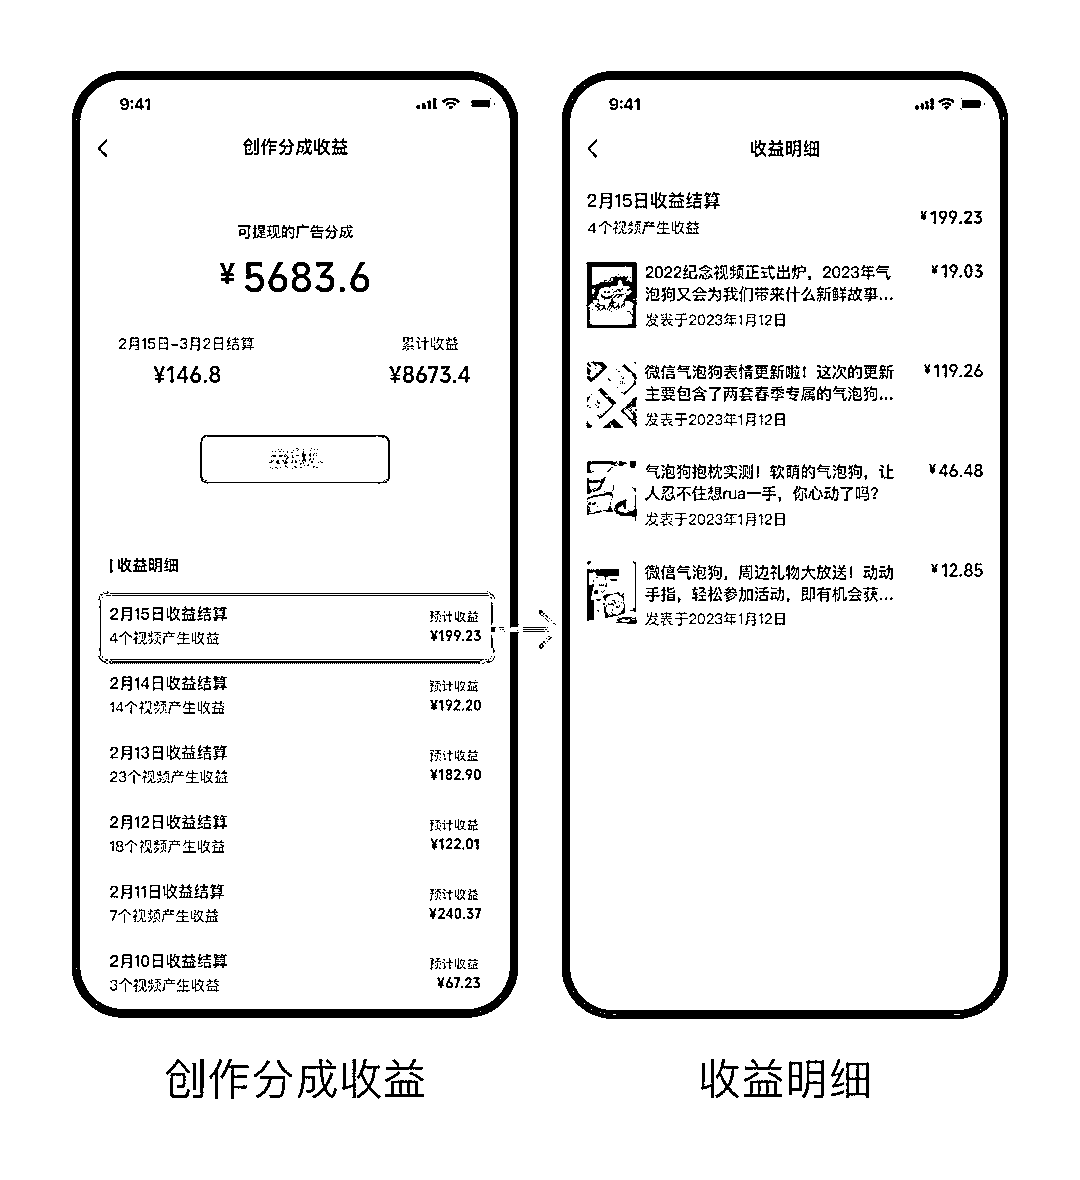 9:41
创作分成收益
可提现的广告分成
¥5683.6
2月15日-3月2日结算
累计收益
¥146.8
¥8673.4
收益明细
2月15日收益结算
预计收益
4个视频产生收益
¥199.23
2月14日收益结算
预计收益
14个视频产生收益
¥192.20
2月13日收益结算
预计收益
23个视频产生收益
¥182.90
2月12日收益结算
预计收益
18个视频产生收益
¥122.01
2月11日收益结算
预计收益
7个视频产生收益
¥240.37
2月10日收益结算
预计收益
3个视频产生收益
¥67.23
创作分成收益
9:41
收益明细
2月15日收益结算
¥199.23
4个视频产生收益
2022纪念视频正式出炉，2023年气
¥19.03
泡狗又会为我们带来什么新鲜故事...
发表于2023年1月12日
微信气泡狗表情更新啦！这次的更新
¥119.26
主要包含了两套春季专属的气泡狗...
发表于2023年1月12日
气泡狗抱枕实测！软萌的气泡狗，让
¥46.48
人忍不住想rua一手，你心动了吗？
发表于2023年1月12日
微信气泡狗，周边礼物大放送！动动
¥12.85
手指，轻松参加活动，即有机会获...
发表于2023年1月12日
收益明细